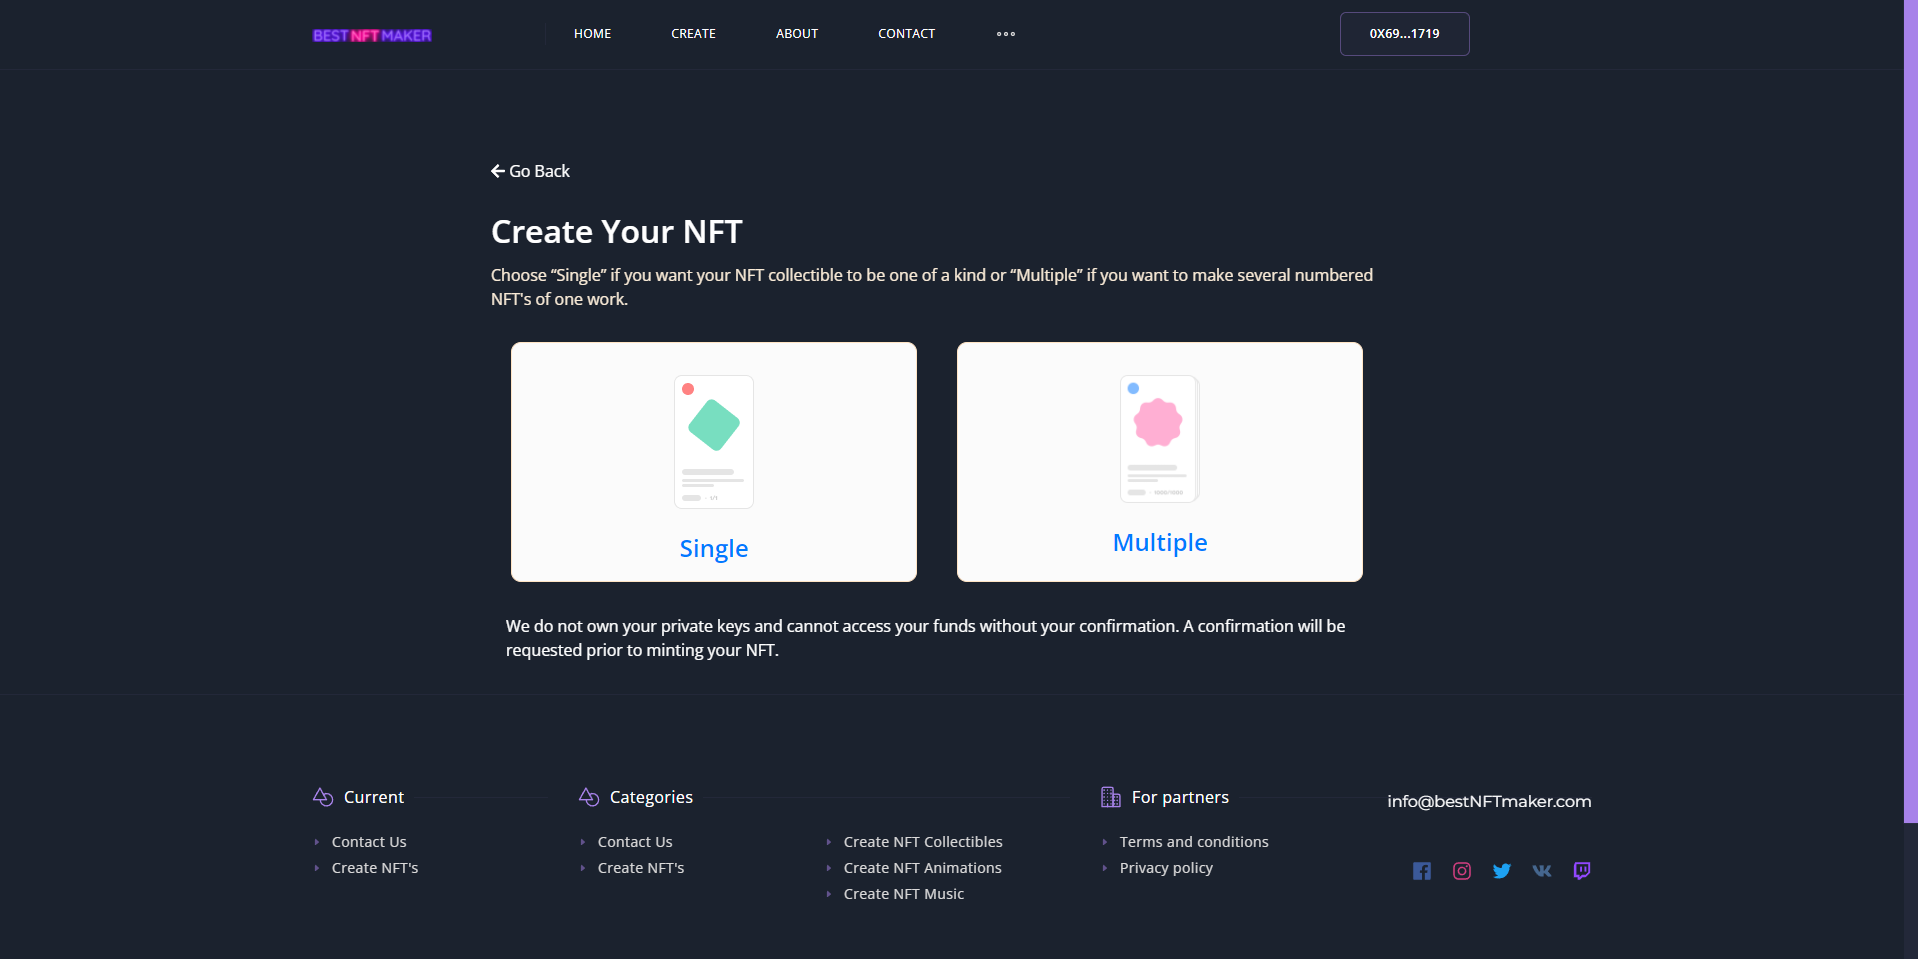 BEST NFT MAKER
HOME
CREATE
ABOUT
CONTACT
0X69...1719
Go Back
Create Your NFT
Choose “Single” if you want your NFT collectible to be one of a kind or “Multiple” if you want to make several numbered
NFT's of one work.
1/1
Single
Multiple
We do not own your private keys and cannot access your funds without your confirmation. A confirmation will be
requested prior to minting your NFT.
Current
Contact Us
Create NFT's
Categories
Contact Us
Create NFT's
Create NFT Collectibles
Create NFT Animations
Create NFT Music
For partners
Terms and conditions
Privacy policy
info@bestNFTmaker.com